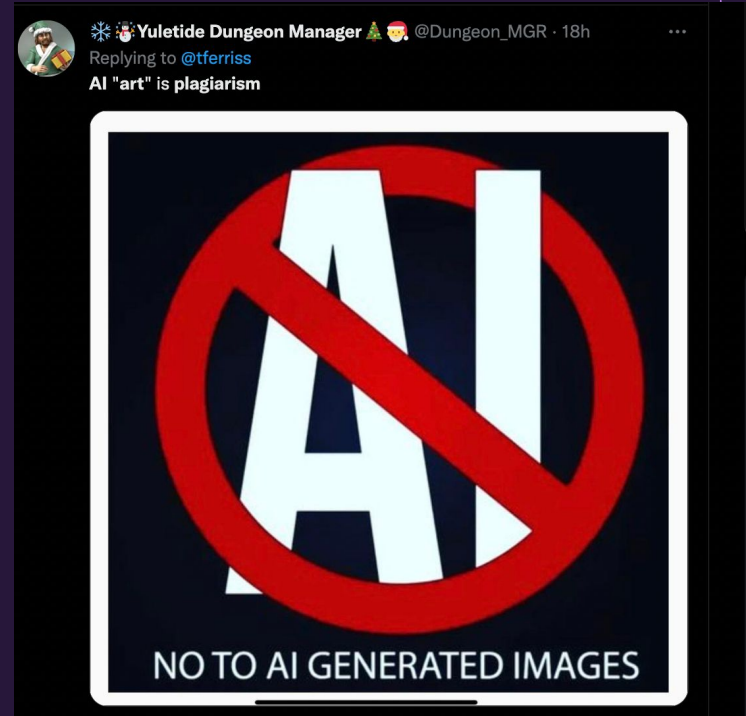 ❄️☃️Yuletide Dungeon Manager🎄🎅 @Dungeon_MGR · 18h
Replying to @tferriss
AI "art" is plagiarism
AI
NO TO AI GENERATED IMAGES